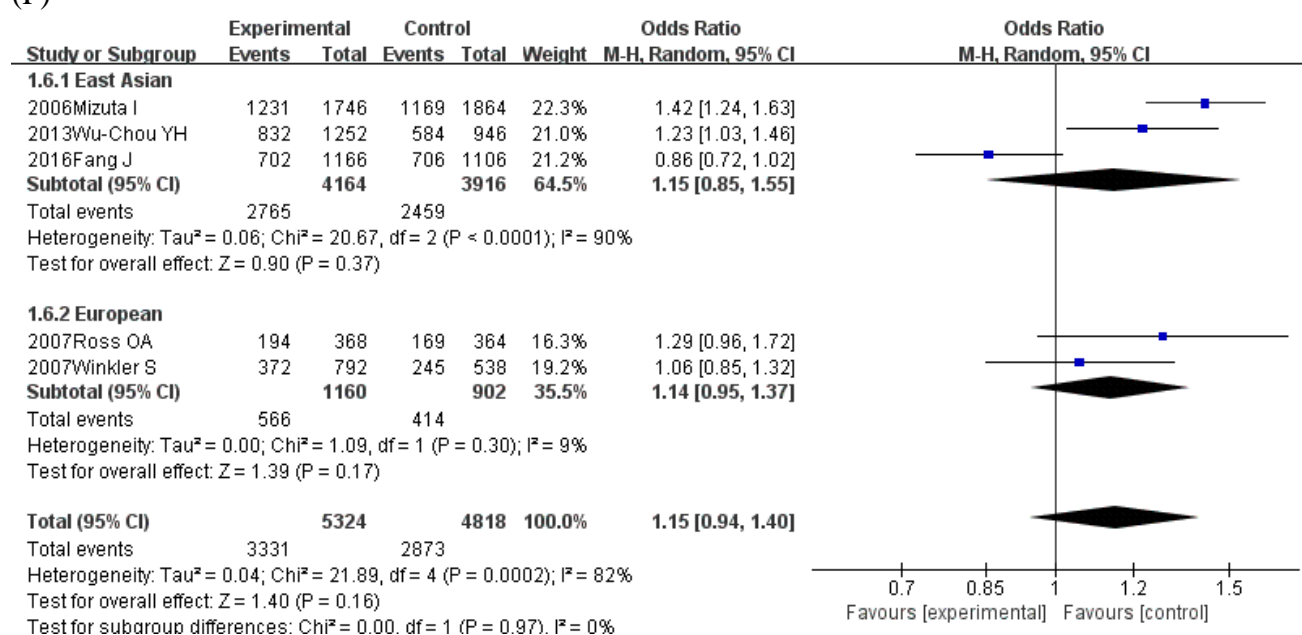 Experimental Control Odds Ratio Odds Ratio
Study or Subgroup Events Total Events Total Weight M-H, Random, 95% CI M-H, Random, 95% CI
1.6.1 East Asian
2006Mizuta I 1231 1746 1169 1864 22.3% 1.42 [1.24, 1.63]
2013Wu-Chou YH 832 1252 584 946 21.0% 1.23 [1.03, 1.46]
2016Fang J 702 1166 706 1106 21.2% 0.86 [0.72, 1.02]
Subtotal (95% CI) 4164 3916 64.5% 1.15 [0.85, 1.55]
Total events 2765 2459
Heterogeneity: Tau² = 0.06; Chi² = 20.67, df = 2 (P < 0.0001); I² = 90%
Test for overall effect: Z = 0.90 (P = 0.37)
1.6.2 European
2007Ross OA 194 368 169 364 16.3% 1.29 [0.96, 1.72]
2007Winkler S 372 792 245 538 19.2% 1.06 [0.85, 1.32]
Subtotal (95% CI) 1160 902 35.5% 1.14 [0.95, 1.37]
Total events 566 414
Heterogeneity: Tau² = 0.00; Chi² = 1.09, df = 1 (P = 0.30); I² = 9%
Test for overall effect: Z = 1.39 (P = 0.17)
Total (95% CI) 5324 4818 100.0% 1.15 [0.94, 1.40]
Total events 3331 2873
Heterogeneity: Tau² = 0.04; Chi² = 21.89, df = 4 (P = 0.0002); I² = 82%
Test for overall effect: Z = 1.40 (P = 0.16)
Test for subgroup differences: Chi² = 0.00, df = 1 (P = 0.97), I² = 0%
0.7 0.85 1 1.2 1.5
Favours [experimental] Favours [control]